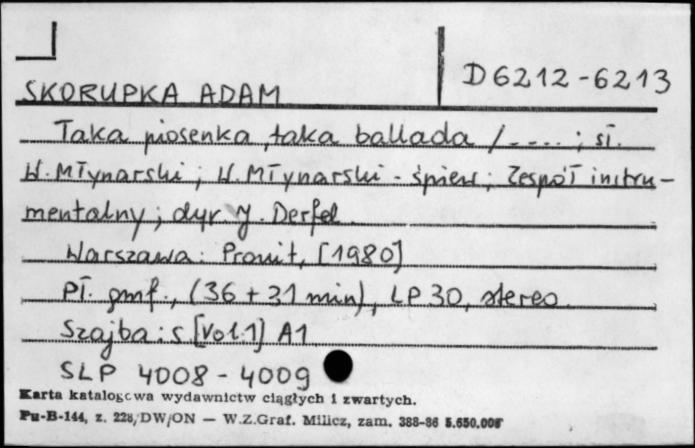 D6212-6213
SKORUPKA ADAM
Taka piosenka, taka ballada / - - ... ; sł.
W. Młynarski ; W. Młynarski - śpiew ; Zespół instru-
mentalny ; dyr J. Derfel
Warszawa : Pronit, [1980]
Pł. gmf., (36 + 31 min), LP 30, stereo
Szajba : s [Vol.1] A1
SLP 4008 - 4009
Karta katalogowa wydawnictw ciągłych i zwartych.
Pu-B-144, z. 228/DW/ON — W.Z.Graf. Milicz, zam. 388-86 5.650.000